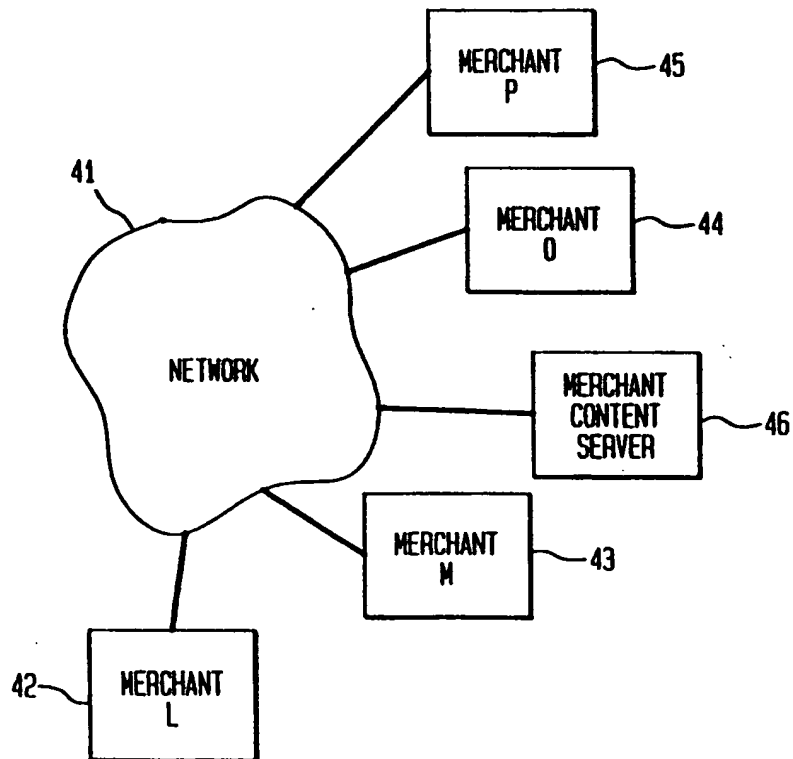 MERCHANT
P
45
41
MERCHANT
O
44
NETWORK
MERCHANT
CONTENT
SERVER
46
MERCHANT
M
43
42
MERCHANT
L